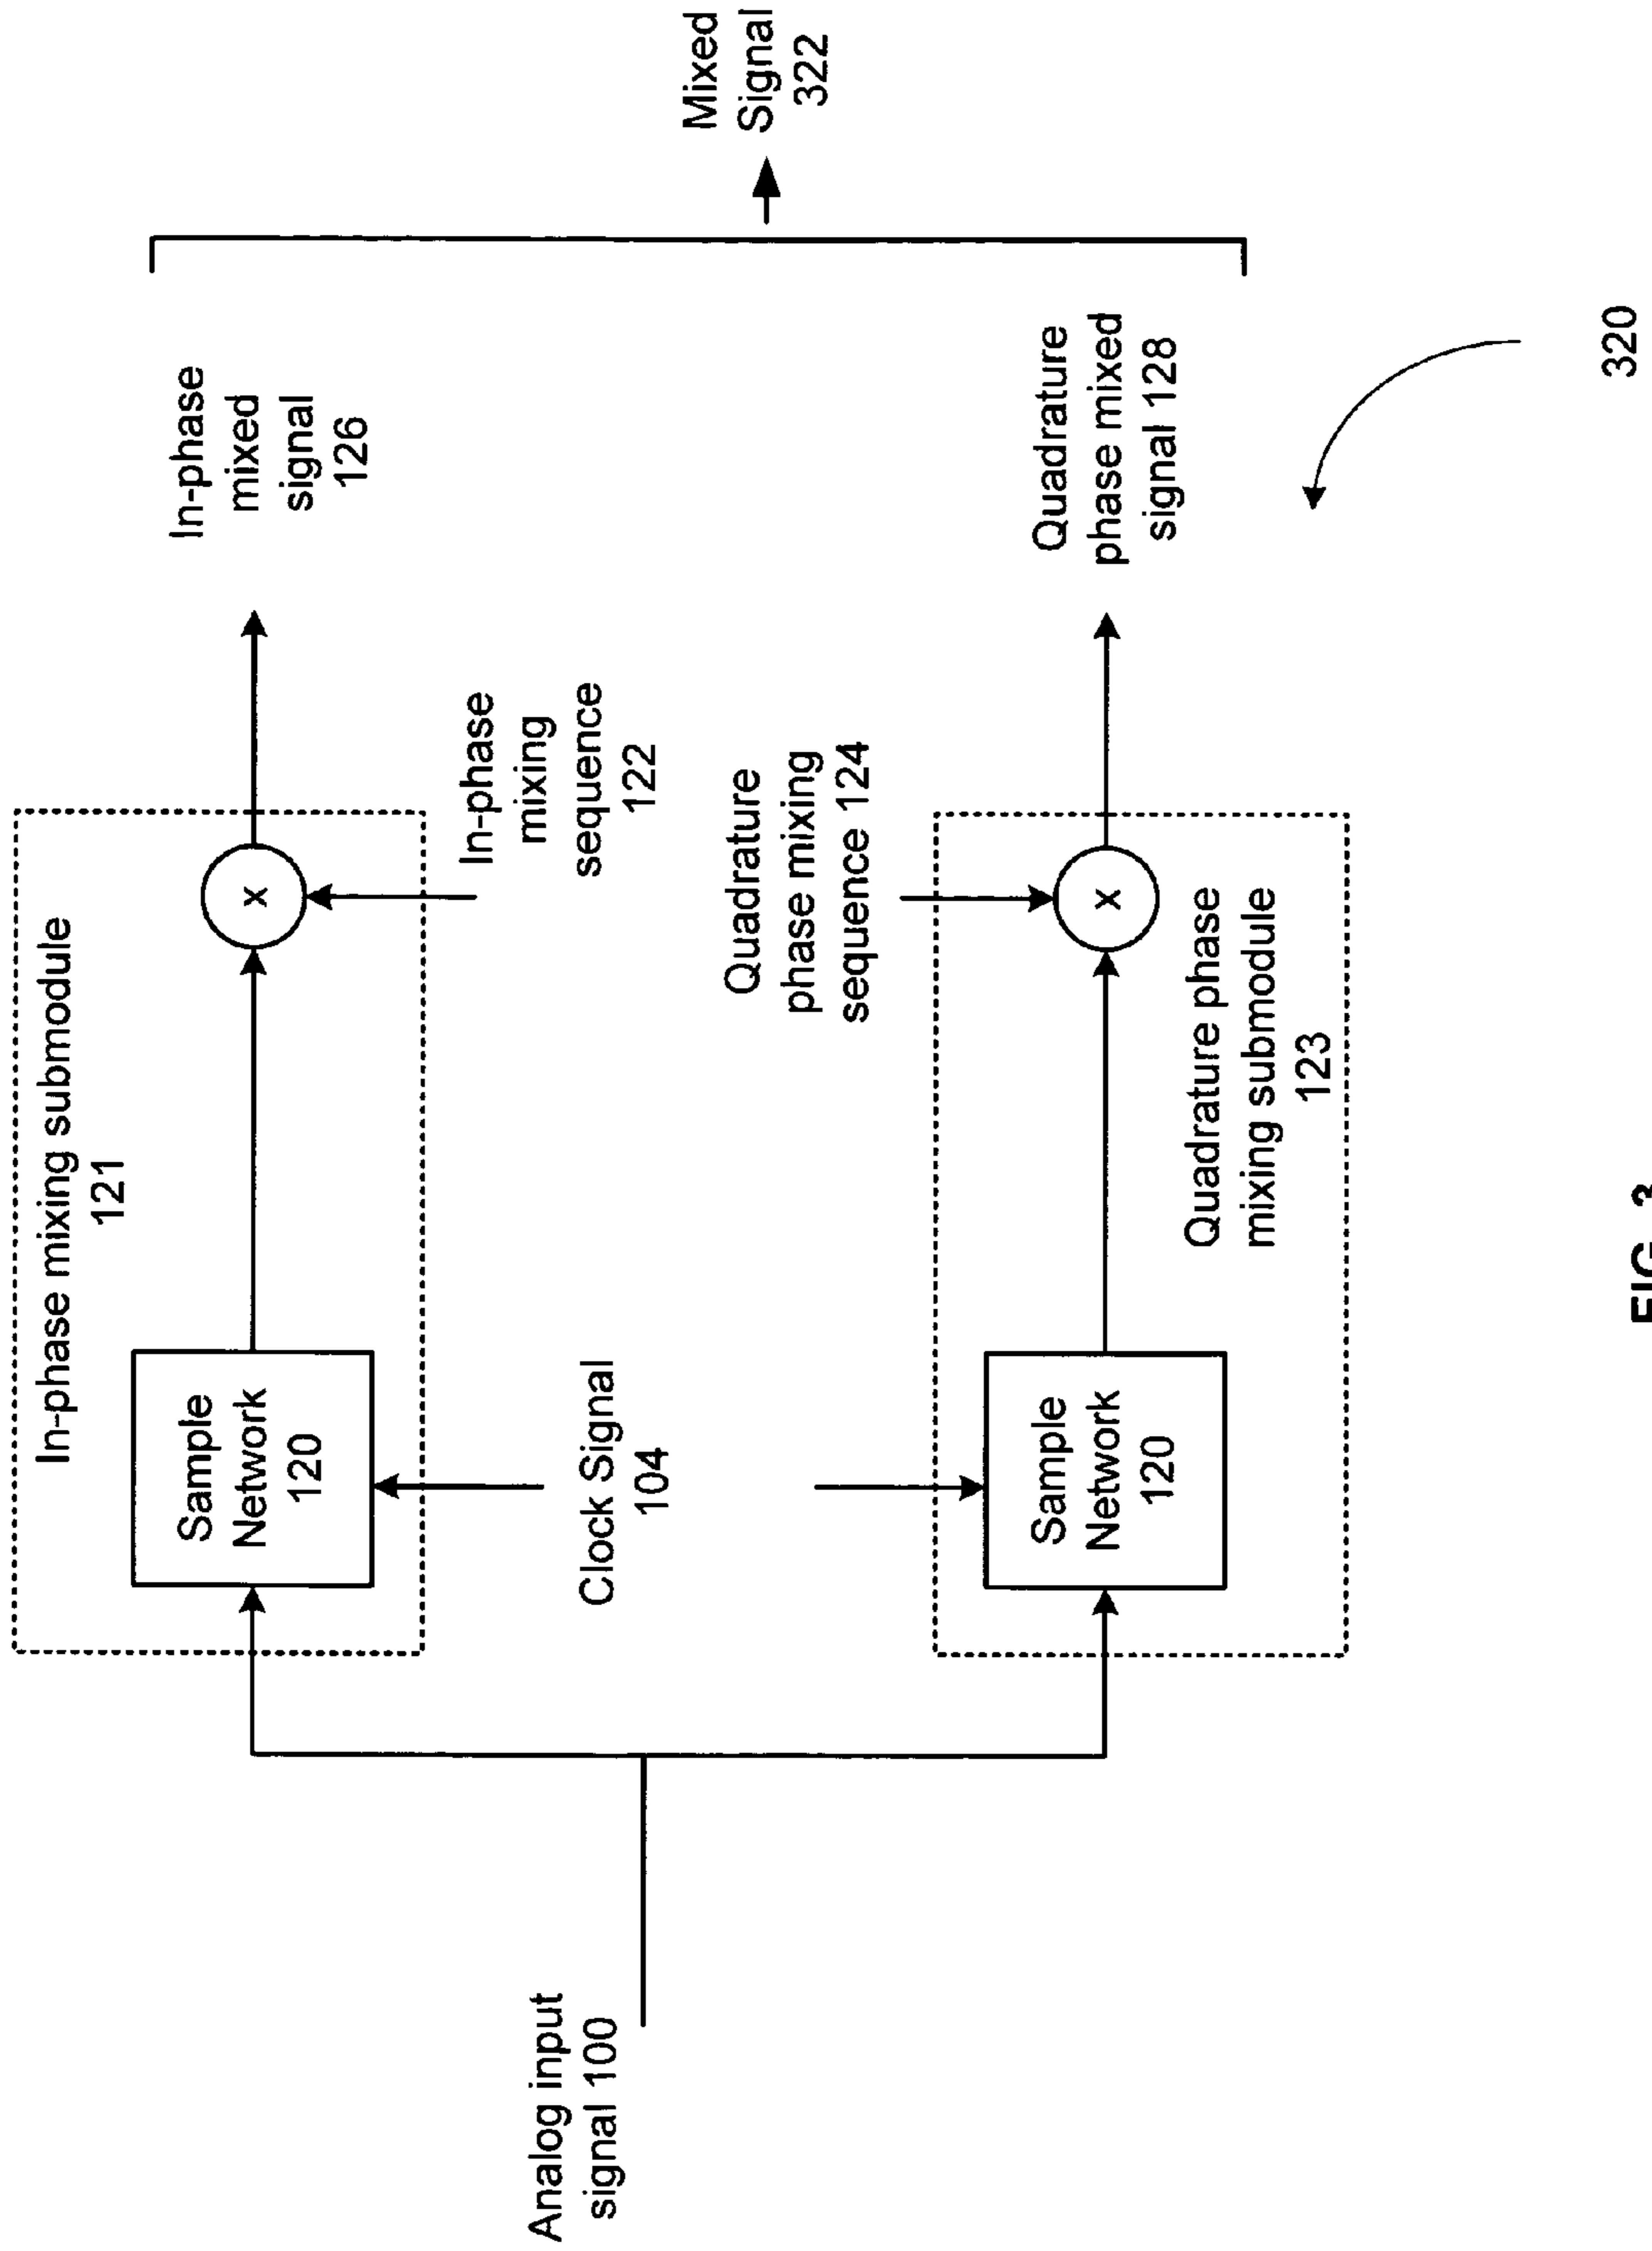 In-phase mixing submodule
121
Sample
Network
120
In-phase
mixed
signal
126
In-phase
mixing
sequence
122
Clock Signal
104
Analog input
signal 100
Mixed
Signal
322
Quadrature
phase mixing
sequence 124
Sample
Network
120
Quadrature phase
mixing submodule
123
Quadrature
phase mixed
signal 128
320
FIG. 3